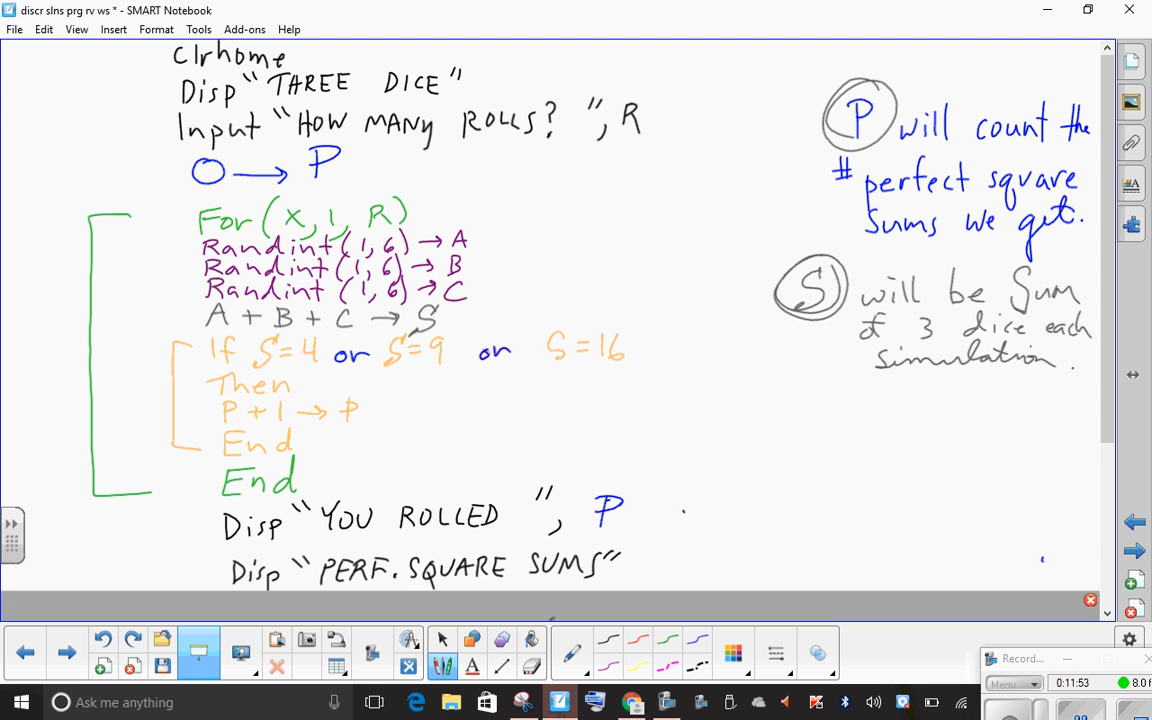 discr slns prg rv ws * - SMART Notebook
File Edit View Insert Format Tools Add-ons Help
Clrhome
Disp "THREE DICE"
Input "HOW MANY ROLLS? ", R
0 → P
For (X, 1, R)
Randint (1, 6) → A
Randint (1, 6) → B
Randint (1, 6) → C
A + B + C → S
If S = 4 or S = 9 or S = 16
Then
P + 1 → P
End
End
Disp "YOU ROLLED ", P
Disp "PERF. SQUARE SUMS"
P will count the
# perfect square
sums we get.
S will be Sum
of 3 dice each
simulation.
Record...
Menu
0:11:53 8.0 f
Ask me anything